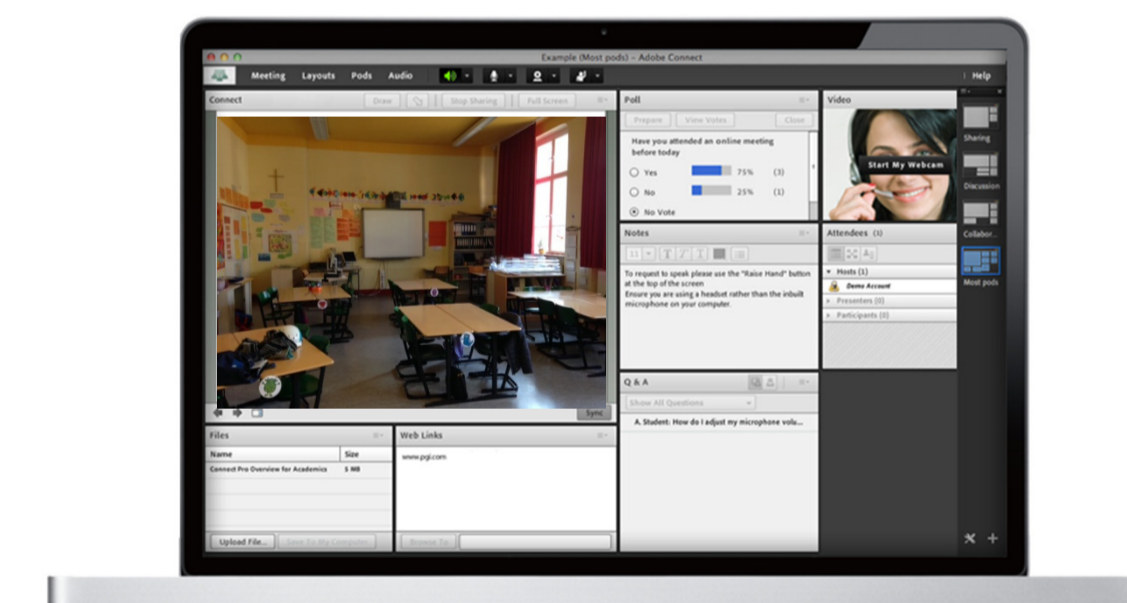 Example (Most pods) - Adobe Connect
Meeting Layouts Pods Audio
Help
Connect
Draw
Stop Sharing
Full Screen
Sync
Files
Name Size
Connect Pro Overview for Academics 5 MB
Upload File...
Save To My Computer
Web Links
www.pgi.com
Browse To
Poll
Prepare
View Votes
Close
Have you attended an online meeting
before today
Yes 75% (3)
No 25% (1)
No Vote
Notes
11 T T T
To request to speak please use the "Raise Hand" button
at the top of the screen
Ensure you are using a headset rather than the inbuilt
microphone on your computer.
Q & A
Show All Questions
A. Student: How do I adjust my microphone volu...
Video
Start My Webcam
Attendees (1)
Hosts (1)
Demo Account
Presenters (0)
Participants (0)
Sharing
Discussion
Collabor...
Most pods